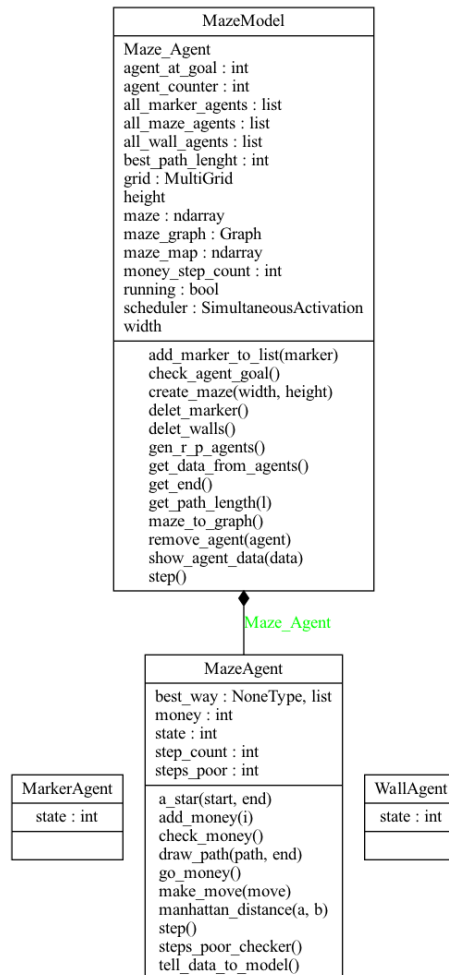 MazeModel
Maze_Agent
agent_at_goal : int
agent_counter : int
all_marker_agents : list
all_maze_agents : list
all_wall_agents : list
best_path_lenght : int
grid : MultiGrid
height
maze : ndarray
maze_graph : Graph
maze_map : ndarray
money_step_count : int
running : bool
scheduler : SimultaneousActivation
width
add_marker_to_list(marker)
check_agent_goal()
create_maze(width, height)
delet_marker()
delet_walls()
gen_r_p_agents()
get_data_from_agents()
get_end()
get_path_length(l)
maze_to_graph()
remove_agent(agent)
show_agent_data(data)
step()
Maze_Agent
MazeAgent
best_way : NoneType, list
money : int
state : int
step_count : int
steps_poor : int
a_star(start, end)
add_money(i)
check_money()
draw_path(path, end)
go_money()
make_move(move)
manhattan_distance(a, b)
step()
steps_poor_checker()
tell_data_to_model()
MarkerAgent
state : int
WallAgent
state : int